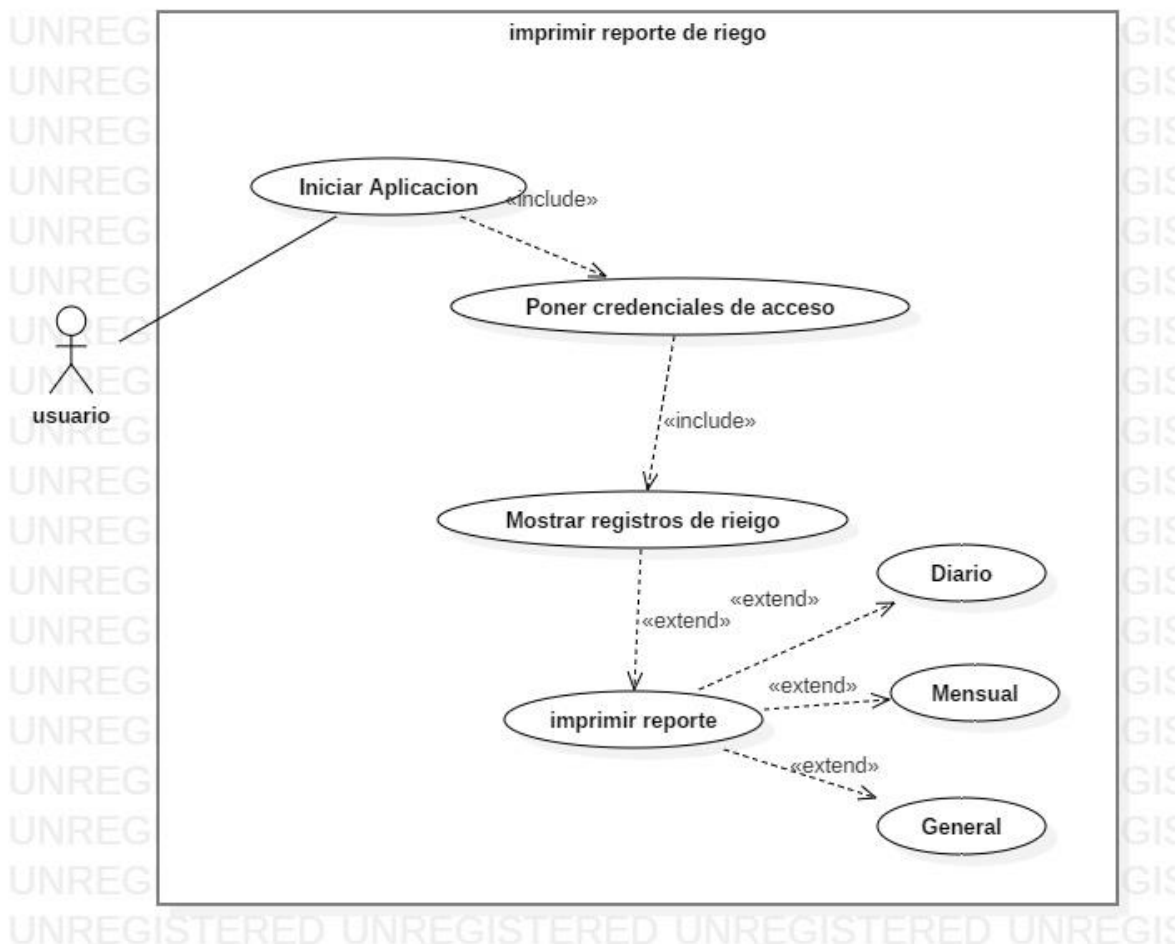 imprimir reporte de riego
Iniciar Aplicacion
«include»
Poner credenciales de acceso
usuario
«include»
Mostrar registros de rieigo
Diario
«extend»
«extend»
Mensual
«extend»
imprimir reporte
«extend»
General
UNREGISTERED UNREGISTERED UNREGIS